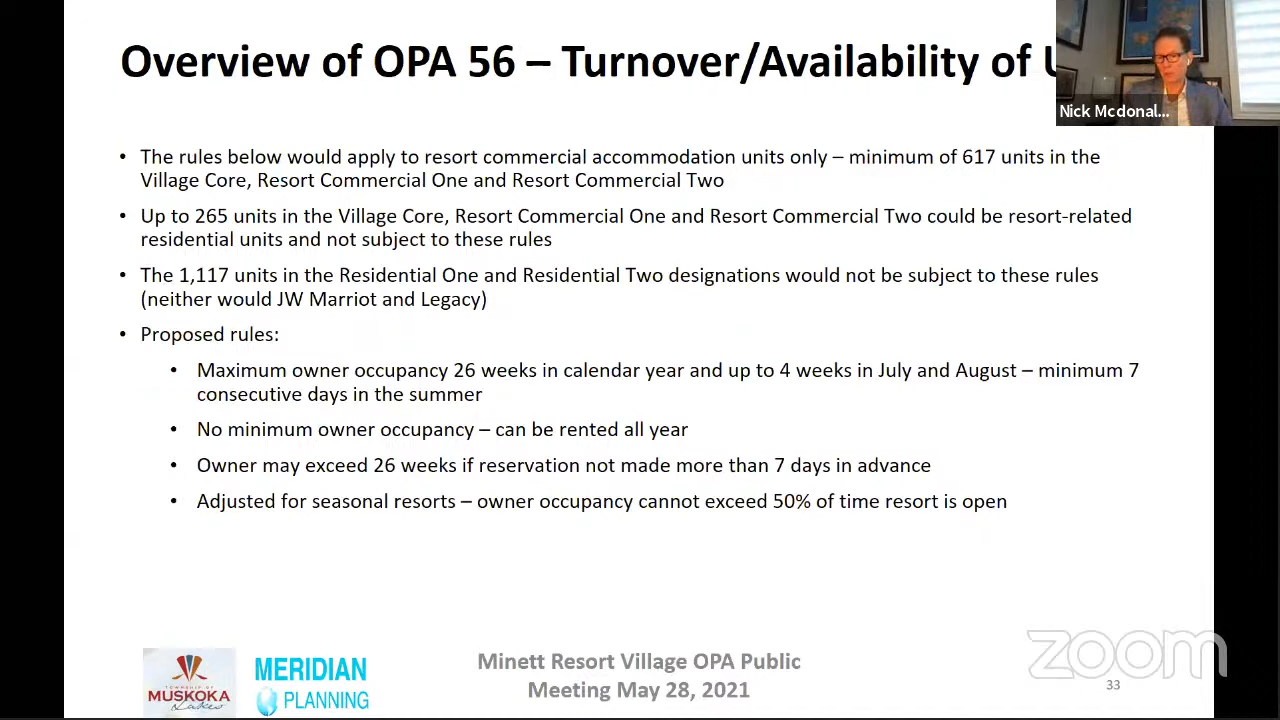 Overview of OPA 56 – Turnover/Availability of U
Nick Mcdonal...
• The rules below would apply to resort commercial accommodation units only – minimum of 617 units in the
Village Core, Resort Commercial One and Resort Commercial Two
• Up to 265 units in the Village Core, Resort Commercial One and Resort Commercial Two could be resort-related
residential units and not subject to these rules
• The 1,117 units in the Residential One and Residential Two designations would not be subject to these rules
(neither would JW Marriot and Legacy)
• Proposed rules:
• Maximum owner occupancy 26 weeks in calendar year and up to 4 weeks in July and August – minimum 7
consecutive days in the summer
• No minimum owner occupancy – can be rented all year
• Owner may exceed 26 weeks if reservation not made more than 7 days in advance
• Adjusted for seasonal resorts – owner occupancy cannot exceed 50% of time resort is open
TOWNSHIP OF
MUSKOKA
Lakes
MERIDIAN
PLANNING
Minett Resort Village OPA Public
Meeting May 28, 2021
zoom
33